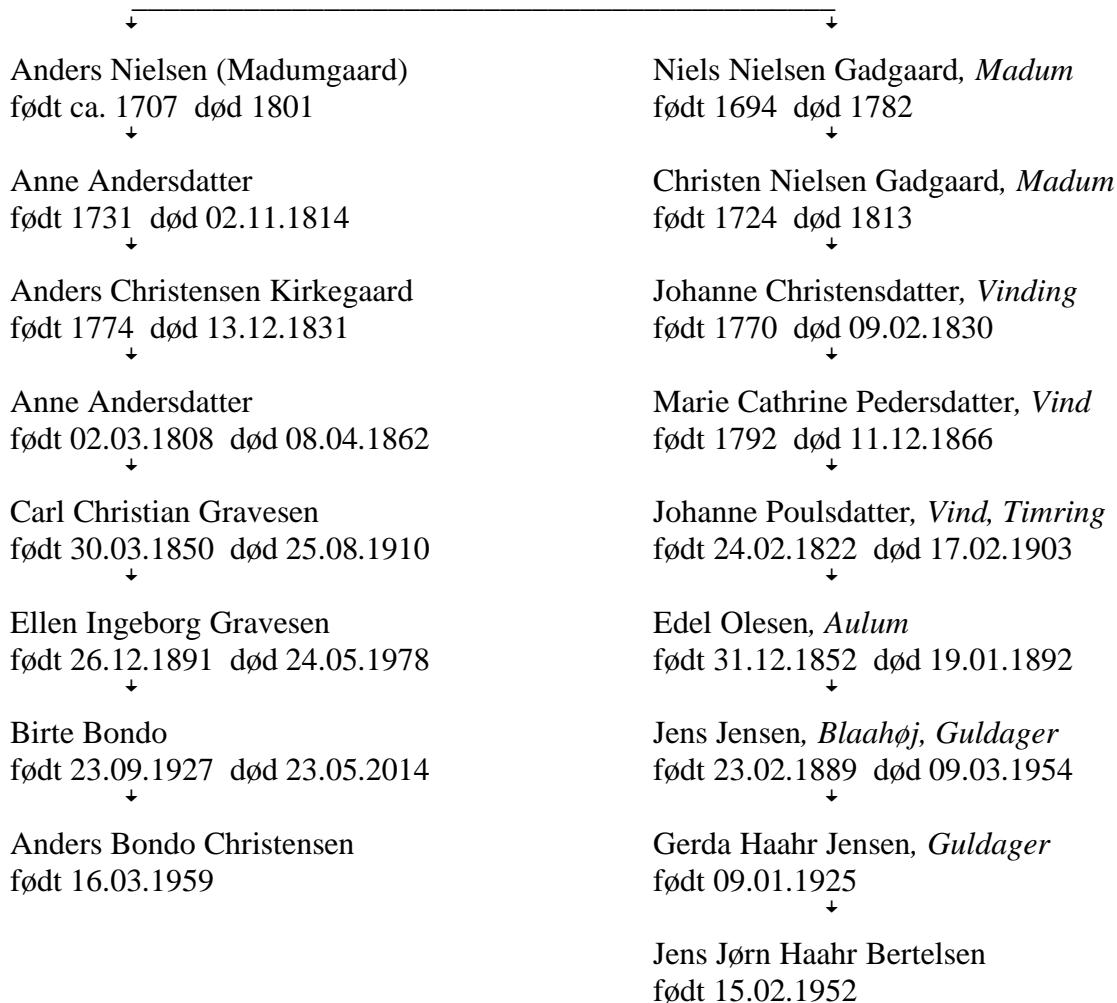 Anders Nielsen (Madumgaard)
født ca. 1707 død 1801
Anne Andersdatter
født 1731 død 02.11.1814
Anders Christensen Kirkegaard
født 1774 død 13.12.1831
Anne Andersdatter
født 02.03.1808 død 08.04.1862
Carl Christian Gravesen
født 30.03.1850 død 25.08.1910
Ellen Ingeborg Gravesen
født 26.12.1891 død 24.05.1978
Birte Bondo
født 23.09.1927 død 23.05.2014
Anders Bondo Christensen
født 16.03.1959
Niels Nielsen Gadgaard, Madum
født 1694 død 1782
Christen Nielsen Gadgaard, Madum
født 1724 død 1813
Johanne Christensdatter, Vinding
født 1770 død 09.02.1830
Marie Cathrine Pedersdatter, Vind
født 1792 død 11.12.1866
Johanne Poulsdatter, Vind, Timring
født 24.02.1822 død 17.02.1903
Edel Olesen, Aulum
født 31.12.1852 død 19.01.1892
Jens Jensen, Blaahøj, Guldager
født 23.02.1889 død 09.03.1954
Gerda Haahr Jensen, Guldager
født 09.01.1925
Jens Jørn Haahr Bertelsen
født 15.02.1952